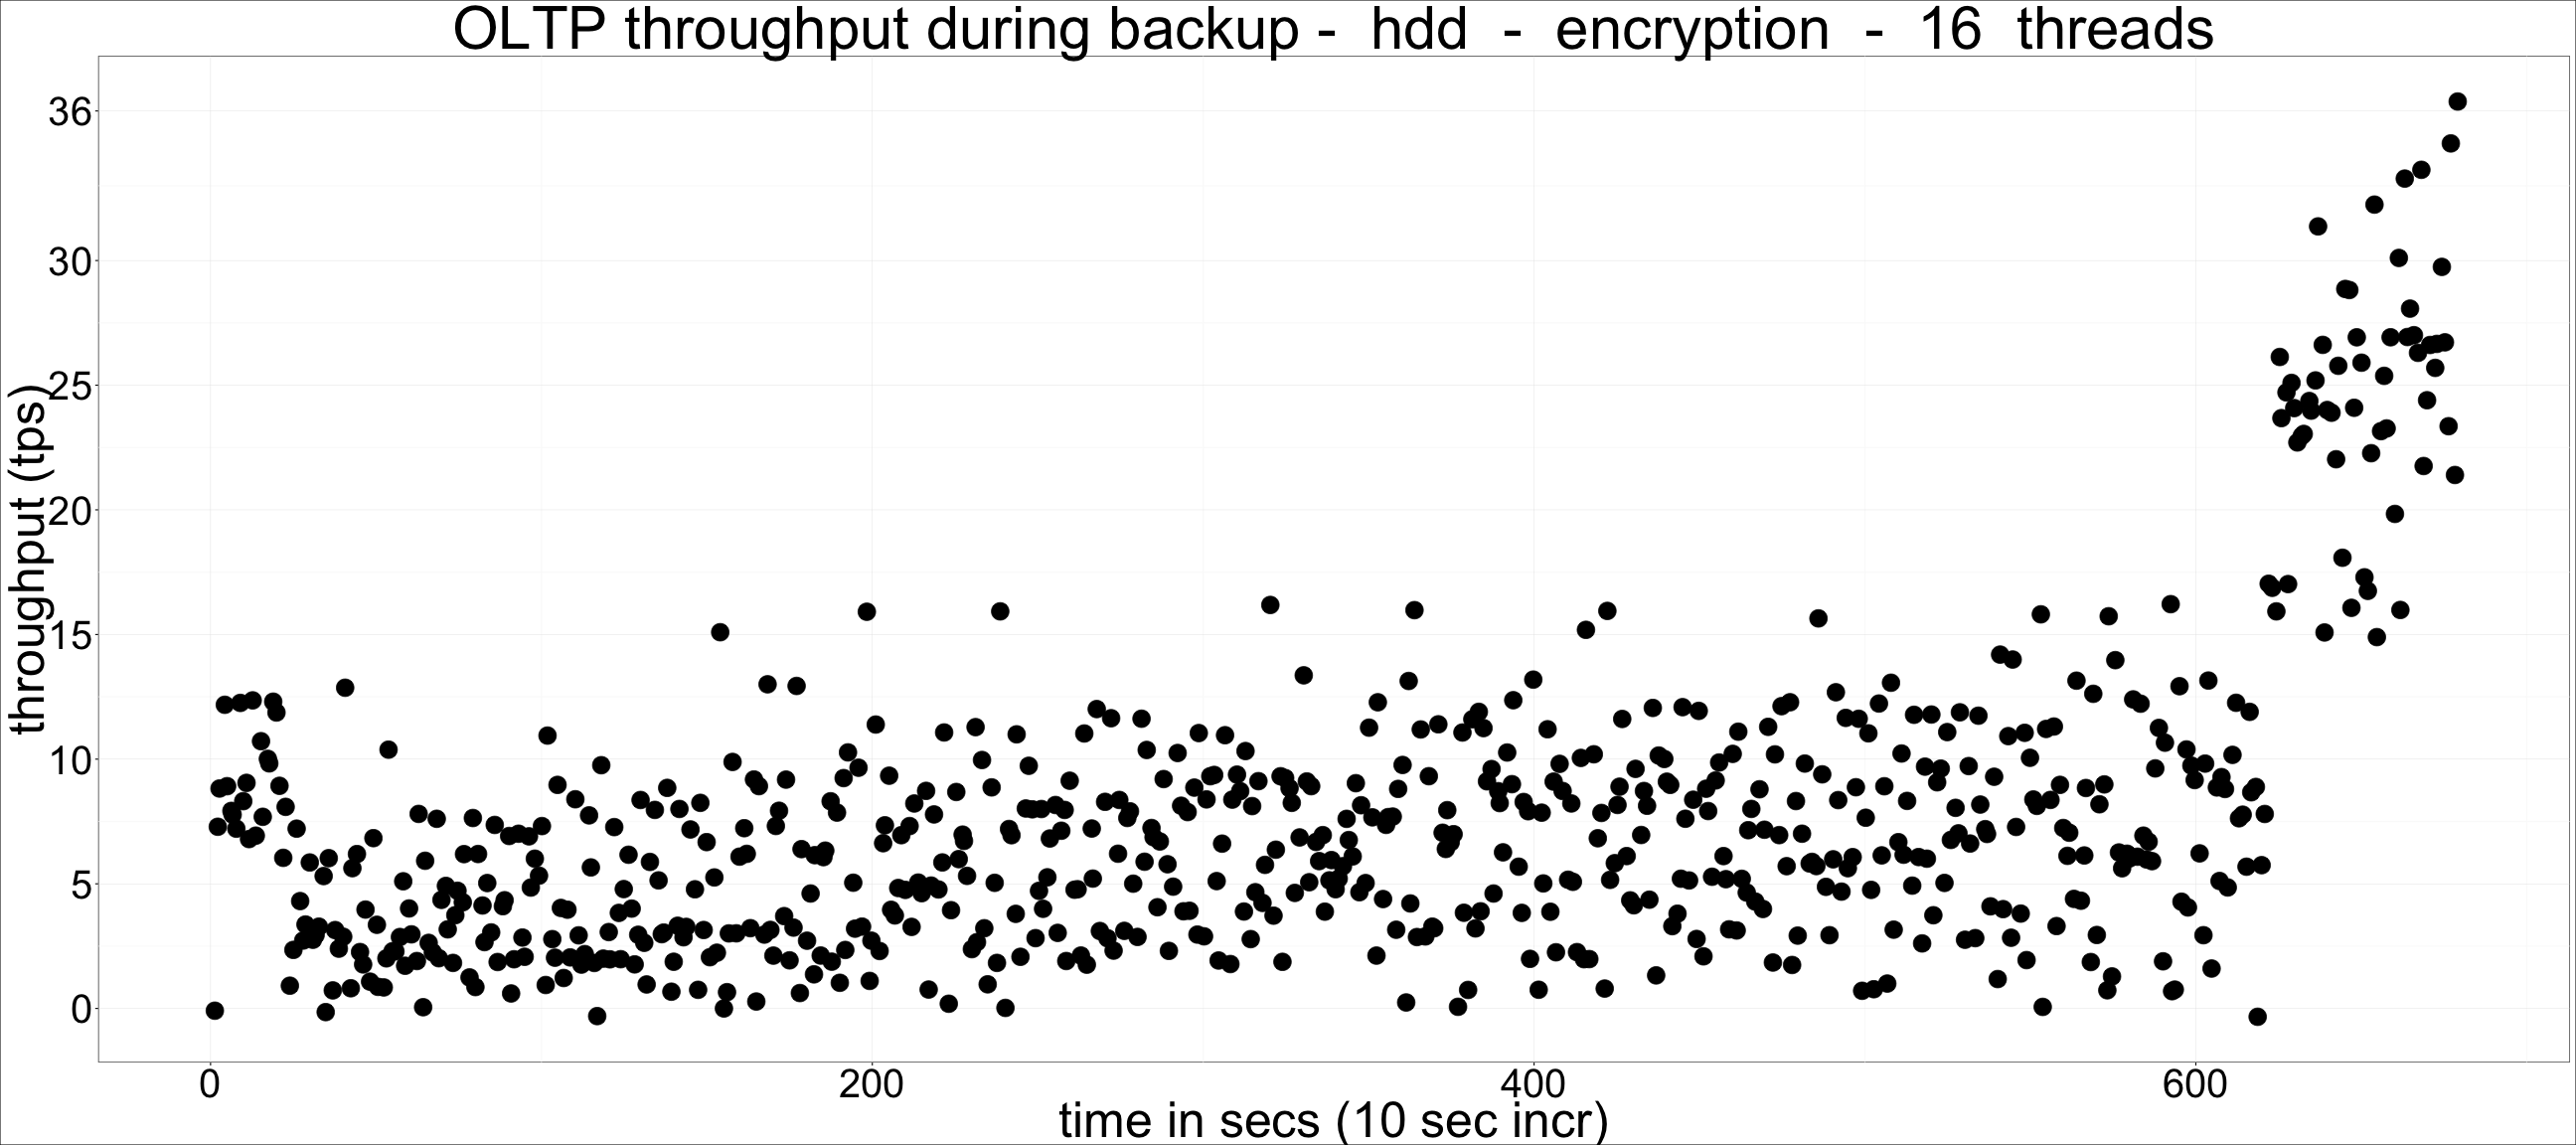 OLTP throughput during backup - hdd - encryption - 16 threads
throughput (tps)
36
30
25
20
15
10
5
0
0 200 400 600
time in secs (10 sec incr)